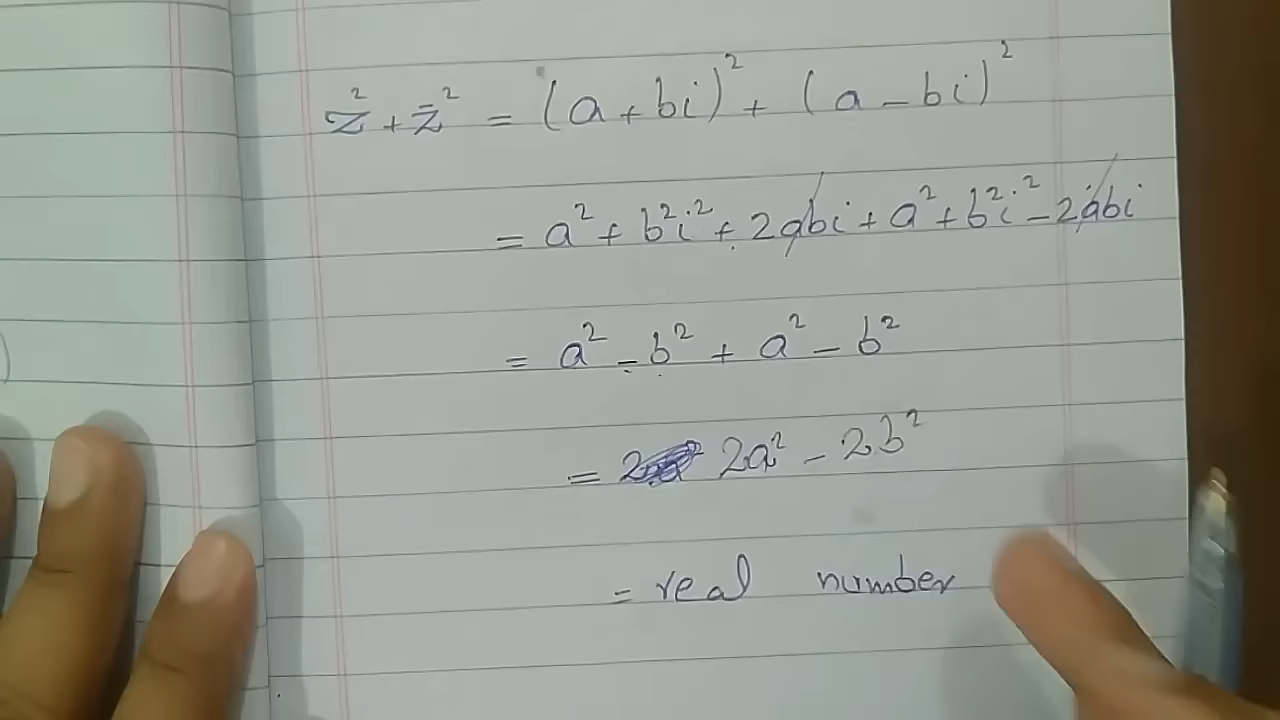 z² + z̄² = (a + bi)² + (a - bi)²
= a² + b²i² + 2abi + a² + b²i² - 2abi
= a² - b² + a² - b²
= 2a² - 2b²
= real number